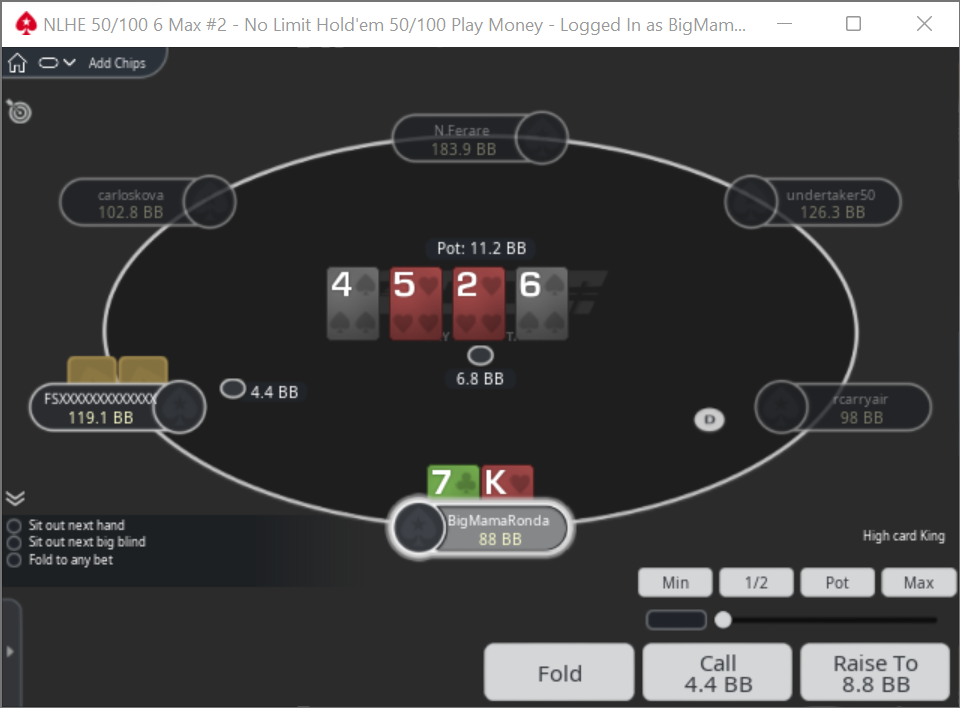 NLHE 50/100 6 Max #2 - No Limit Hold'em 50/100 Play Money - Logged In as BigMam...
Add Chips
N.Ferare
183.9 BB
carloskova
102.8 BB
undertaker50
126.3 BB
Pot: 11.2 BB
4 5 2 6
6.8 BB
FSXXXXXXXXXXXXX
119.1 BB
4.4 BB
D
rcarryair
98 BB
7 K
BigMamaRonda
88 BB
Sit out next hand
Sit out next big blind
Fold to any bet
High card King
Min 1/2 Pot Max
Fold
Call
4.4 BB
Raise To
8.8 BB